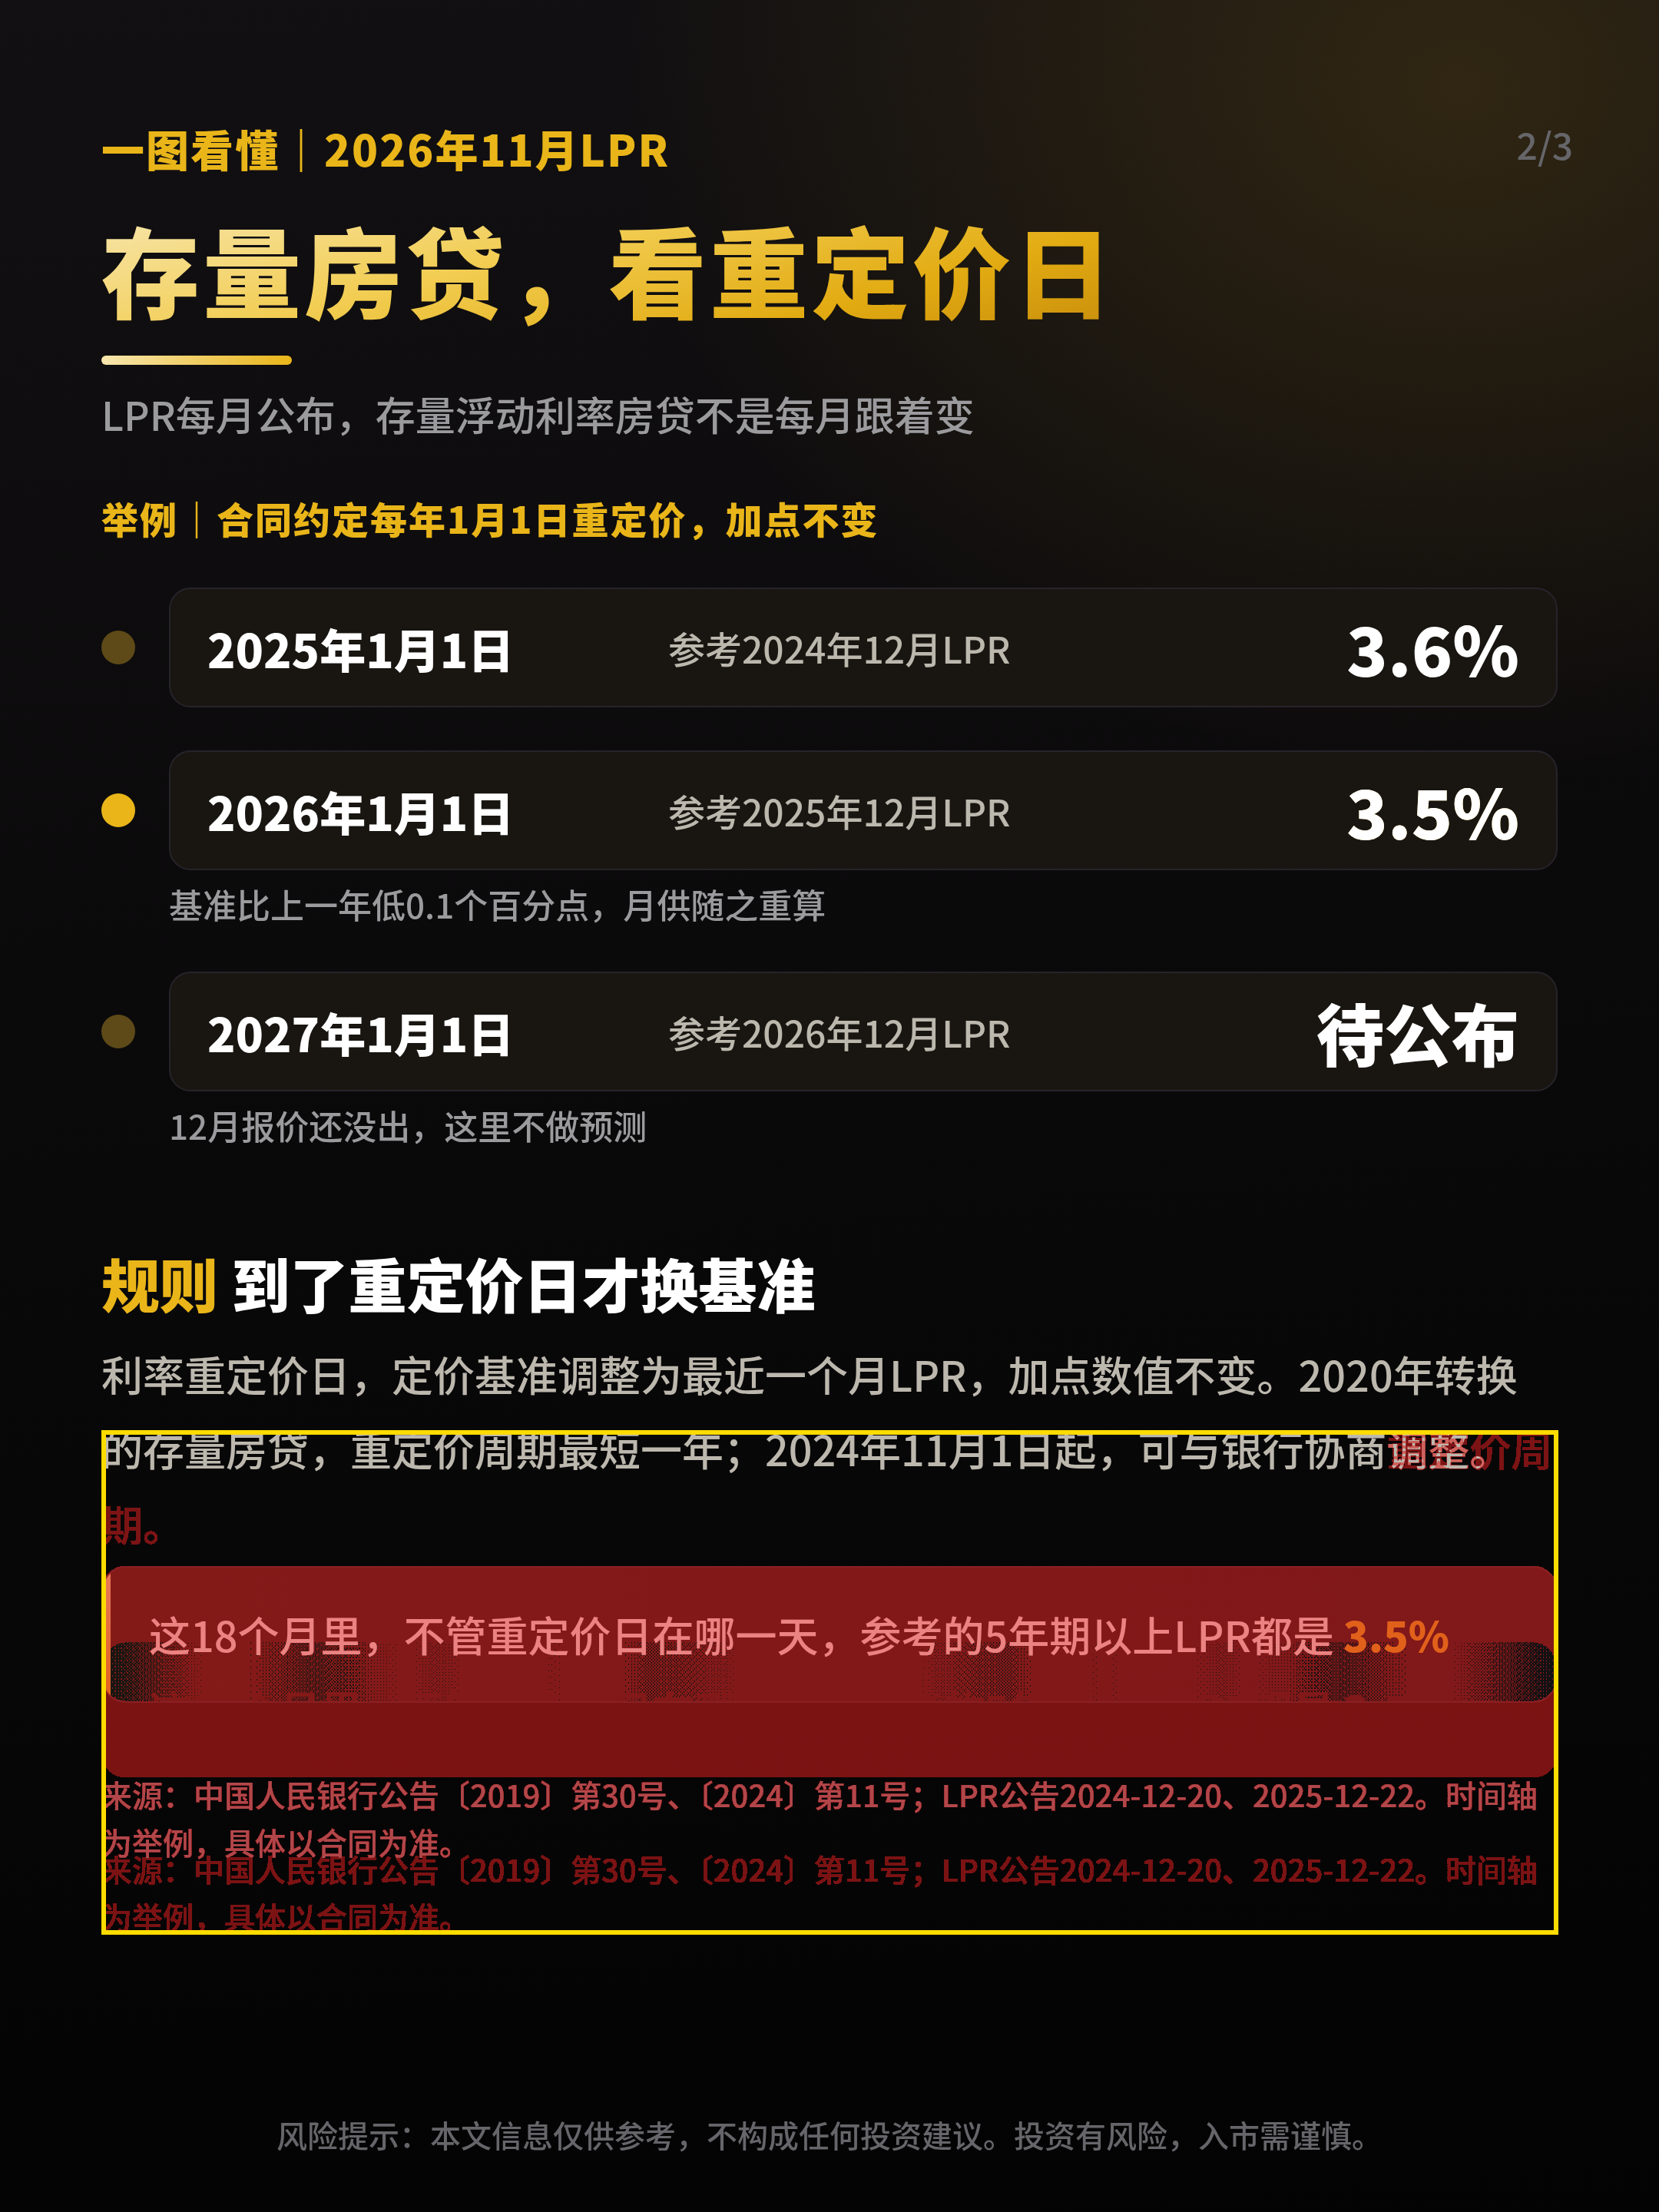 一图看懂｜2026年11月LPR
2/3
存量房贷，看重定价日
LPR每月公布，存量浮动利率房贷不是每月跟着变
举例｜合同约定每年1月1日重定价，加点不变
2025年1月1日 参考2024年12月LPR 3.6%
2026年1月1日 参考2025年12月LPR 3.5%
基准比上一年低0.1个百分点，月供随之重算
2027年1月1日 参考2026年12月LPR 待公布
12月报价还没出，这里不做预测
规则 到了重定价日才换基准
利率重定价日，定价基准调整为最近一个月LPR，加点数值不变。2020年转换
的存量房贷，重定价周期最短一年；2024年11月1日起，可与银行协商调整。价周
期。
这18个月里，不管重定价日在哪一天，参考的5年期以上LPR都是 3.5%
来源：中国人民银行公告〔2019〕第30号、〔2024〕第11号；LPR公告2024-12-20、2025-12-22。时间轴
为举例，具体以合同为准。
来源：中国人民银行公告〔2019〕第30号、〔2024〕第11号；LPR公告2024-12-20、2025-12-22。时间轴
为举例，具体以合同为准。
风险提示：本文信息仅供参考，不构成任何投资建议。投资有风险，入市需谨慎。